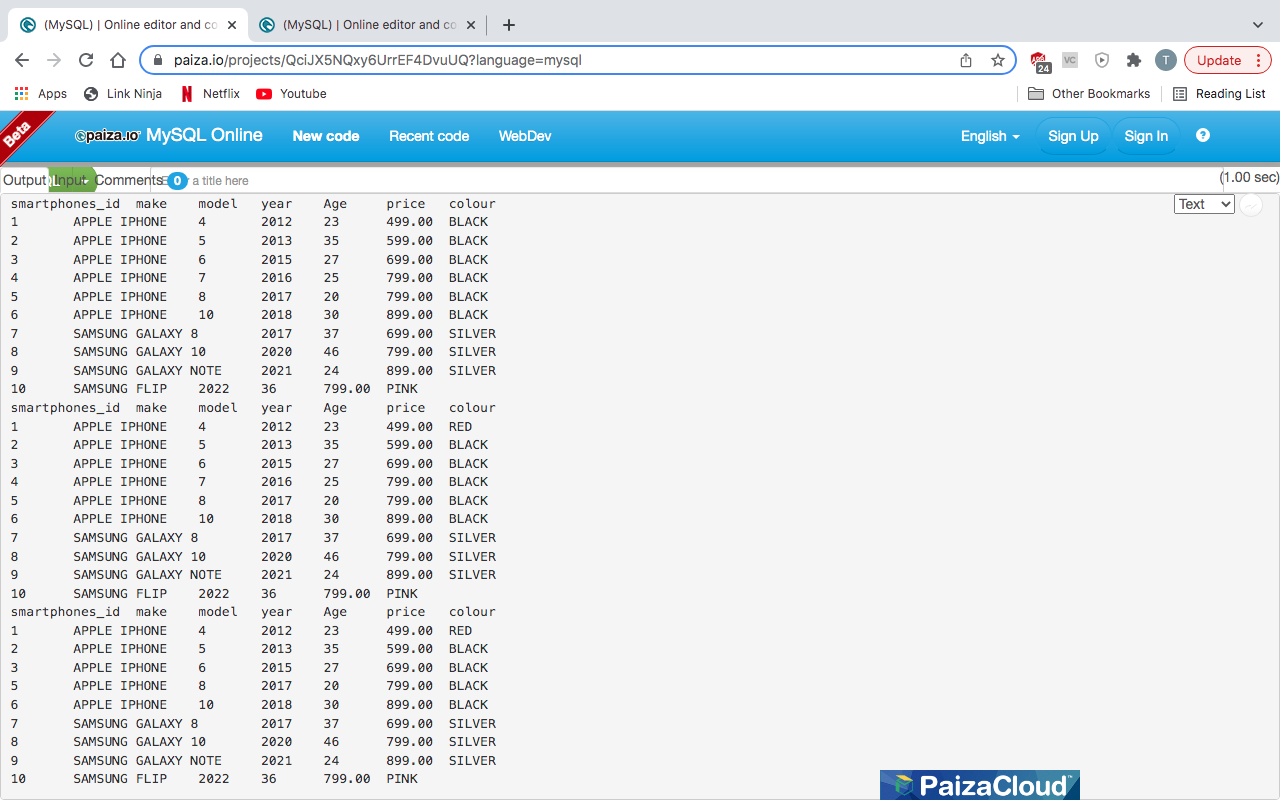 (MySQL) | Online editor and co
(MySQL) | Online editor and co
paiza.io/projects/QciJX5NQxy6UrrEF4DvuUQ?language=mysql
24
VC
T
Update
Apps
Link Ninja
Netflix
Youtube
Other Bookmarks
Reading List
Beta
paiza.io MySQL Online
New code
Recent code
WebDev
English
Sign Up
Sign In
?
Output
Input
Comments
0
a title here
(1.00 sec)
Text
smartphones_id make model year Age price colour
1 APPLE IPHONE 4 2012 23 499.00 BLACK
2 APPLE IPHONE 5 2013 35 599.00 BLACK
3 APPLE IPHONE 6 2015 27 699.00 BLACK
4 APPLE IPHONE 7 2016 25 799.00 BLACK
5 APPLE IPHONE 8 2017 20 799.00 BLACK
6 APPLE IPHONE 10 2018 30 899.00 BLACK
7 SAMSUNG GALAXY 8 2017 37 699.00 SILVER
8 SAMSUNG GALAXY 10 2020 46 799.00 SILVER
9 SAMSUNG GALAXY NOTE 2021 24 899.00 SILVER
10 SAMSUNG FLIP 2022 36 799.00 PINK
smartphones_id make model year Age price colour
1 APPLE IPHONE 4 2012 23 499.00 RED
2 APPLE IPHONE 5 2013 35 599.00 BLACK
3 APPLE IPHONE 6 2015 27 699.00 BLACK
4 APPLE IPHONE 7 2016 25 799.00 BLACK
5 APPLE IPHONE 8 2017 20 799.00 BLACK
6 APPLE IPHONE 10 2018 30 899.00 BLACK
7 SAMSUNG GALAXY 8 2017 37 699.00 SILVER
8 SAMSUNG GALAXY 10 2020 46 799.00 SILVER
9 SAMSUNG GALAXY NOTE 2021 24 899.00 SILVER
10 SAMSUNG FLIP 2022 36 799.00 PINK
smartphones_id make model year Age price colour
1 APPLE IPHONE 4 2012 23 499.00 RED
2 APPLE IPHONE 5 2013 35 599.00 BLACK
3 APPLE IPHONE 6 2015 27 699.00 BLACK
5 APPLE IPHONE 8 2017 20 799.00 BLACK
6 APPLE IPHONE 10 2018 30 899.00 BLACK
7 SAMSUNG GALAXY 8 2017 37 699.00 SILVER
8 SAMSUNG GALAXY 10 2020 46 799.00 SILVER
9 SAMSUNG GALAXY NOTE 2021 24 899.00 SILVER
10 SAMSUNG FLIP 2022 36 799.00 PINK
PaizaCloud